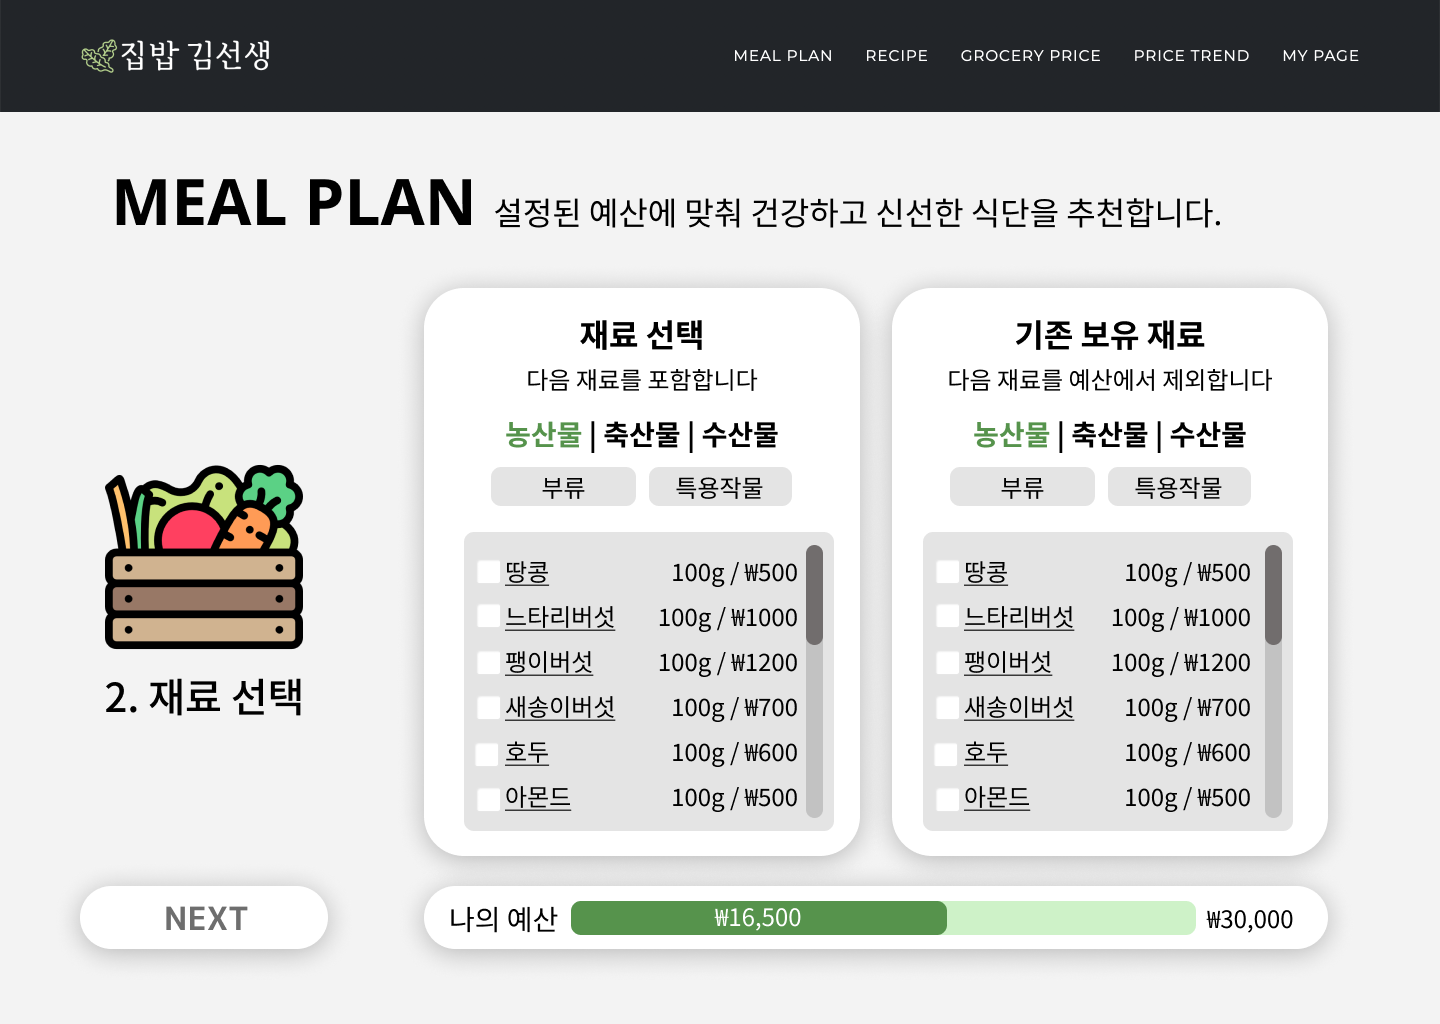 집밥 김선생
MEAL PLAN RECIPE GROCERY PRICE PRICE TREND MY PAGE
MEAL PLAN 설정된 예산에 맞춰 건강하고 신선한 식단을 추천합니다.
2. 재료 선택
재료 선택
다음 재료를 포함합니다
농산물 | 축산물 | 수산물
부류 특용작물
땅콩 100g / ₩500
느타리버섯 100g / ₩1000
팽이버섯 100g / ₩1200
새송이버섯 100g / ₩700
호두 100g / ₩600
아몬드 100g / ₩500
기존 보유 재료
다음 재료를 예산에서 제외합니다
농산물 | 축산물 | 수산물
부류 특용작물
땅콩 100g / ₩500
느타리버섯 100g / ₩1000
팽이버섯 100g / ₩1200
새송이버섯 100g / ₩700
호두 100g / ₩600
아몬드 100g / ₩500
NEXT
나의 예산 ₩16,500 ₩30,000